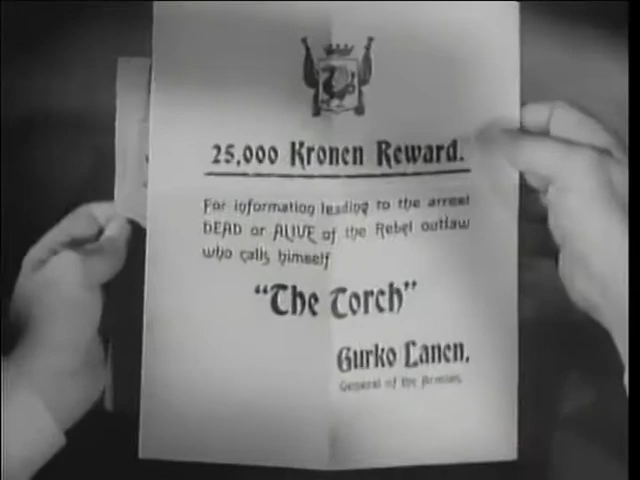 25,000 Kronen Reward.
For information leading to the arrest
DEAD or ALIVE of the Rebel outlaw
who calls himself
"The Torch"
Gurko Lanen.
General of the Armies.